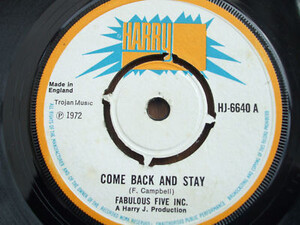 HARRY J
Made in
England
Trojan Music
Ⓟ 1972
HJ-6640 A
COME BACK AND STAY
(F. Campbell)
FABULOUS FIVE INC.
A Harry J. Production